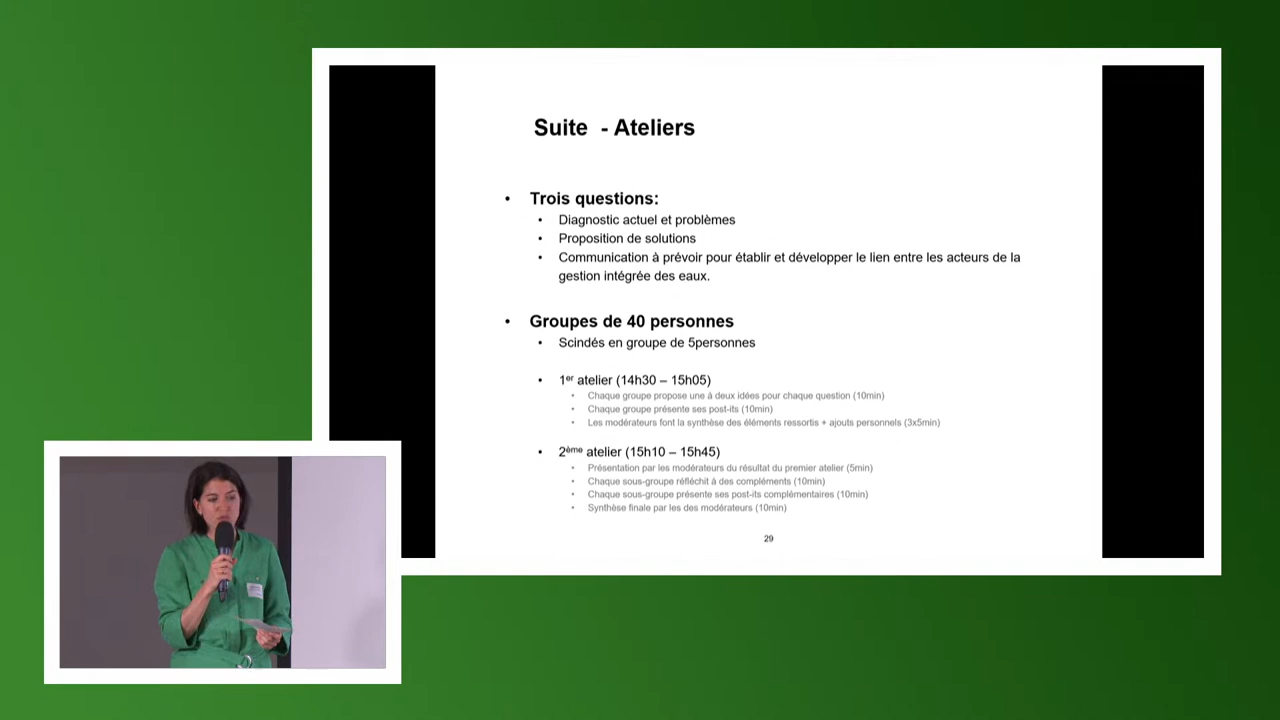 Suite - Ateliers
• Trois questions:
• Diagnostic actuel et problèmes
• Proposition de solutions
• Communication à prévoir pour établir et développer le lien entre les acteurs de la
gestion intégrée des eaux.
• Groupes de 40 personnes
• Scindés en groupe de 5personnes
• 1er atelier (14h30 – 15h05)
• Chaque groupe propose une à deux idées pour chaque question (10min)
• Chaque groupe présente ses post-its (10min)
• Les modérateurs font la synthèse des éléments ressortis + ajouts personnels (3x5min)
• 2ème atelier (15h10 – 15h45)
• Présentation par les modérateurs du résultat du premier atelier (5min)
• Chaque sous-groupe réfléchit à des compléments (10min)
• Chaque sous-groupe présente ses post-its complémentaires (10min)
• Synthèse finale par les des modérateurs (10min)
29